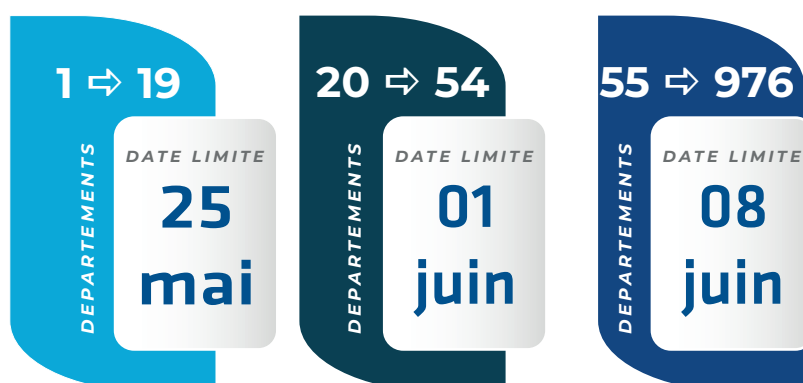 1 ⇨ 19
DEPARTEMENTS
DATE LIMITE
25
mai
20 ⇨ 54
DEPARTEMENTS
DATE LIMITE
01
juin
55 ⇨ 976
DEPARTEMENTS
DATE LIMITE
08
juin